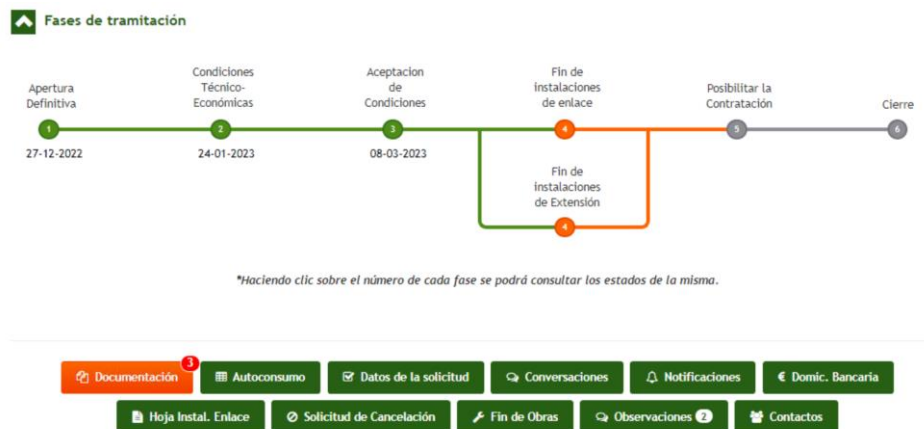 Fases de tramitación
Apertura
Definitiva
1
27-12-2022
Condiciones
Técnico-
Económicas
2
24-01-2023
Aceptacion
de
Condiciones
3
08-03-2023
Fin de
instalaciones
de enlace
4
Fin de
instalaciones
de Extensión
4
Posibilitar la
Contratación
5
Cierre
6
*Haciendo clic sobre el número de cada fase se podrá consultar los estados de la misma.
Documentación 3
Autoconsumo
Datos de la solicitud
Conversaciones
Notificaciones
€ Domic. Bancaria
Hoja Instal. Enlace
Solicitud de Cancelación
Fin de Obras
Observaciones 2
Contactos